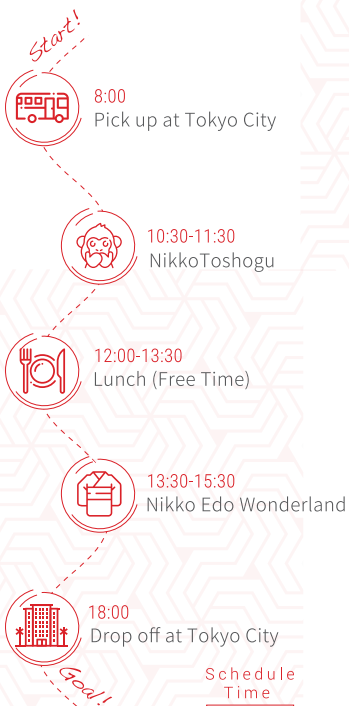 Start!
8:00
Pick up at Tokyo City
10:30-11:30
NikkoToshogu
12:00-13:30
Lunch (Free Time)
13:30-15:30
Nikko Edo Wonderland
18:00
Drop off at Tokyo City
Goal!
Schedule
Time